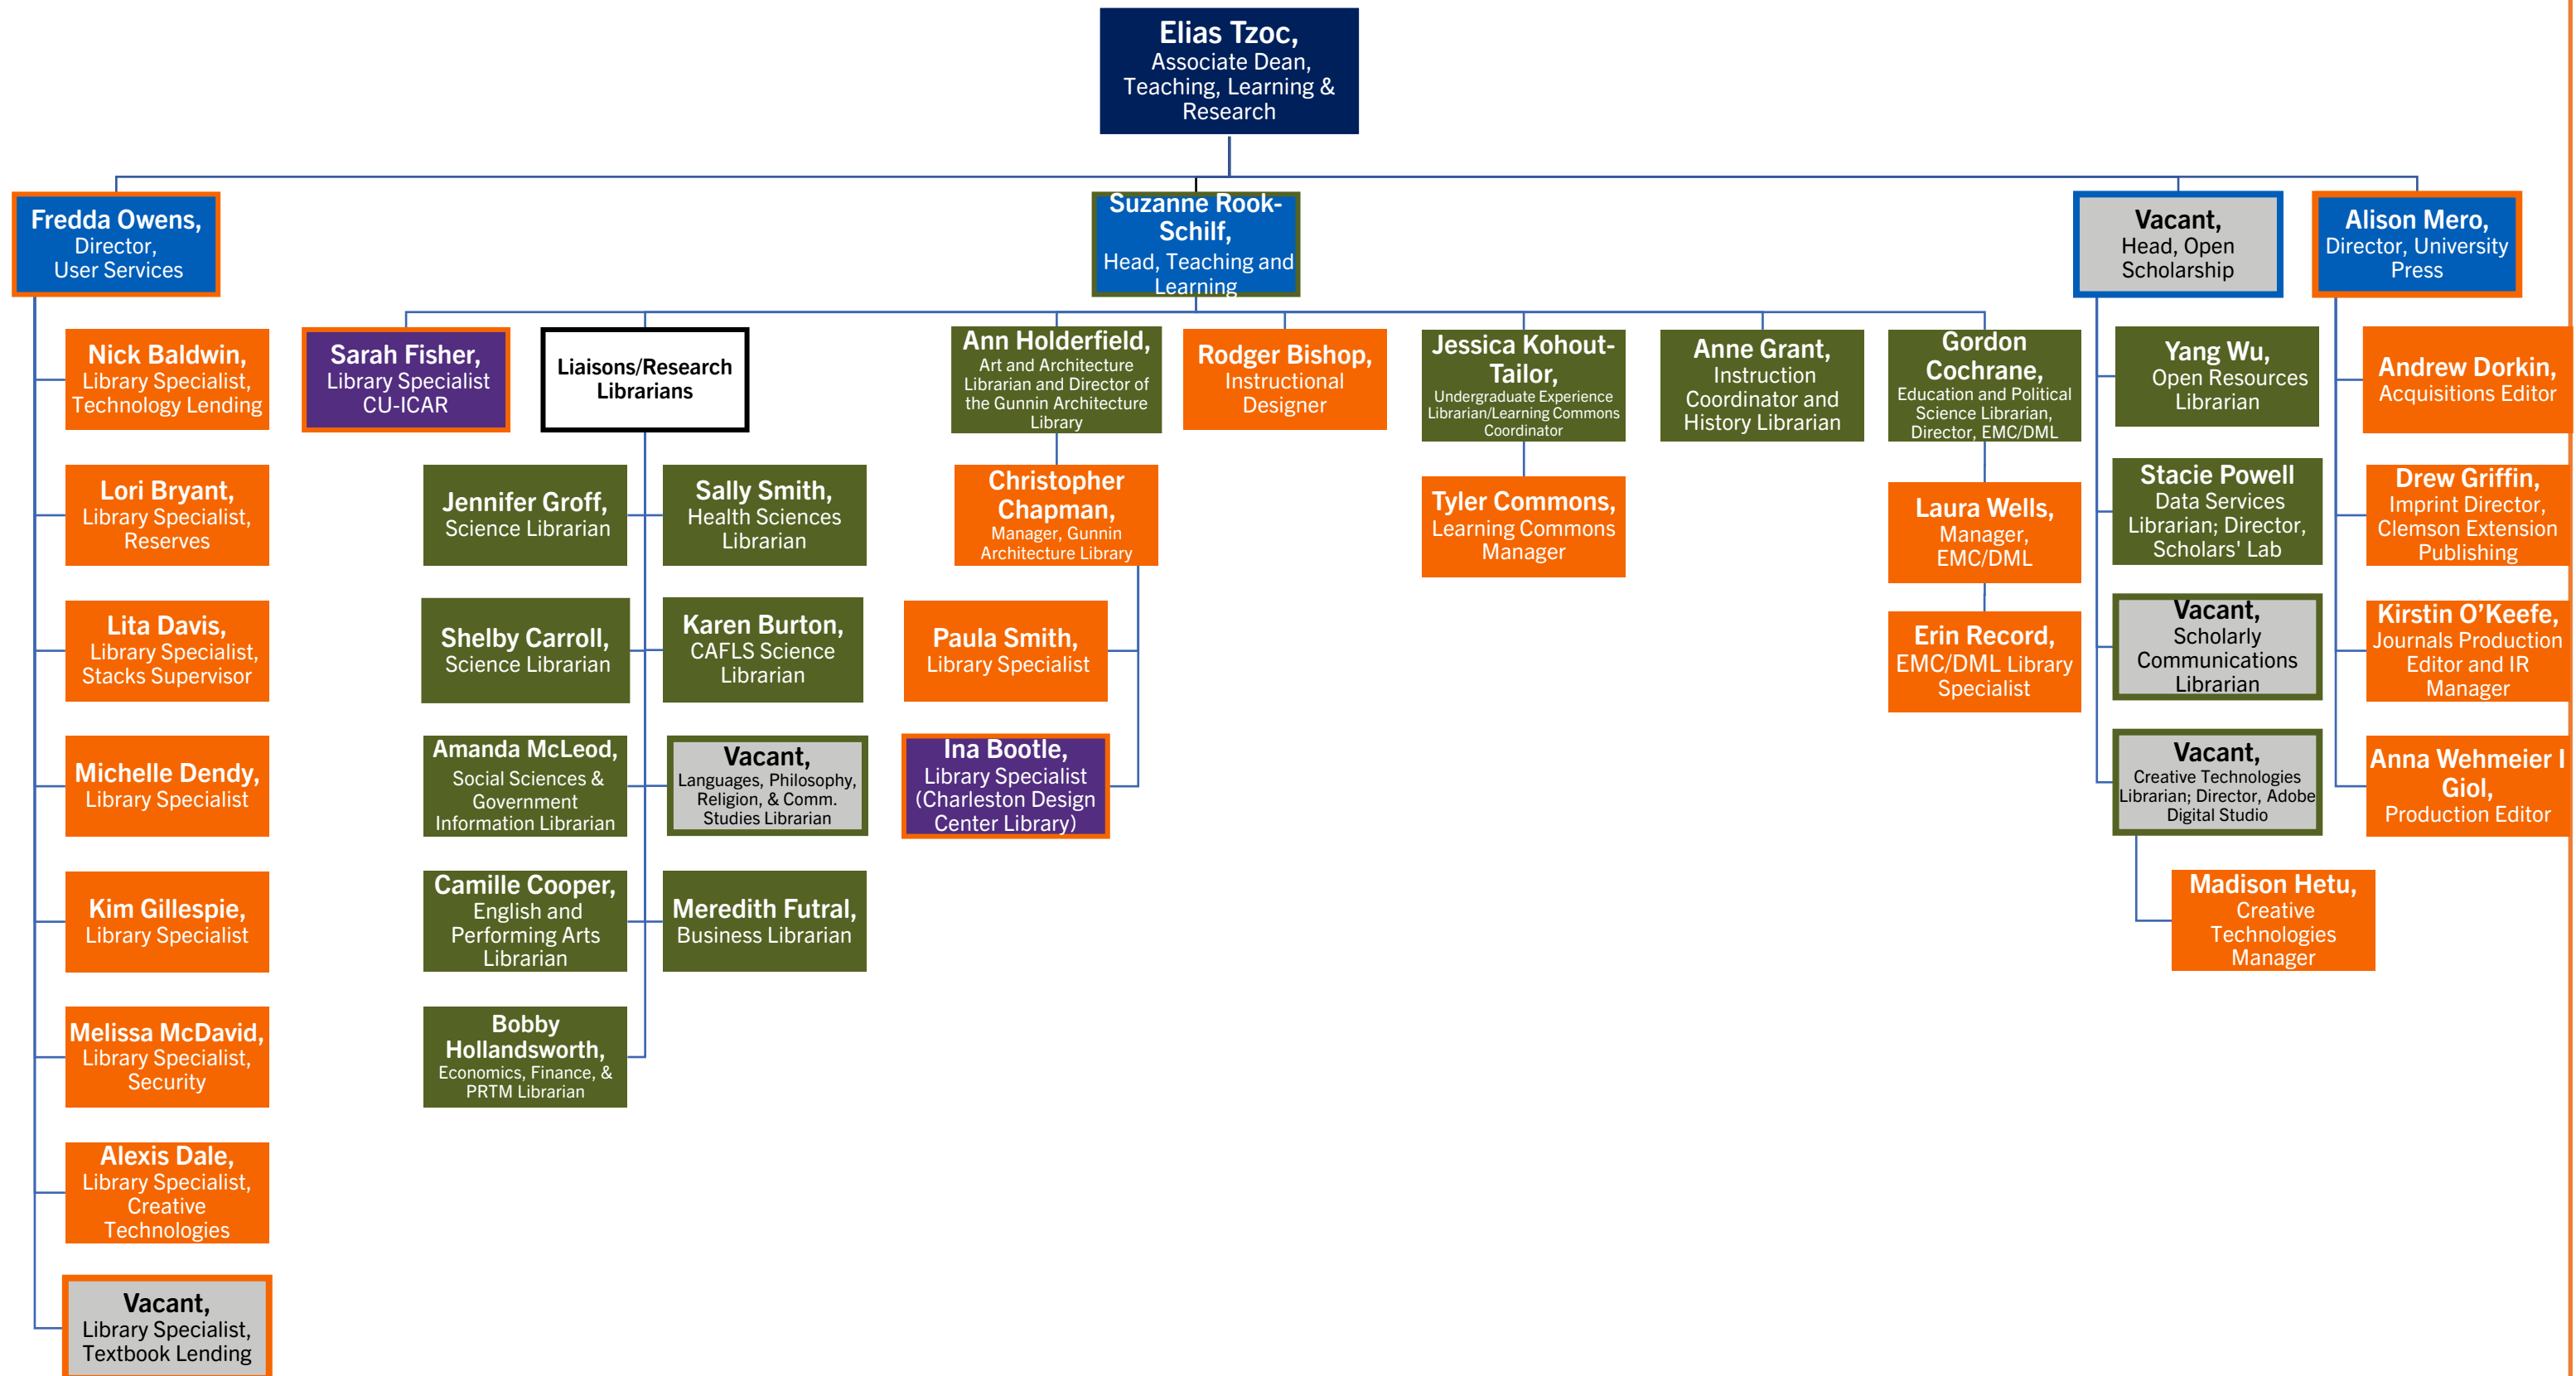 Elias Tzoc,
Associate Dean,
Teaching, Learning &
Research
Fredda Owens,
Director,
User Services
Suzanne Rook-
Schilf,
Head, Teaching and
Learning
Vacant,
Head, Open
Scholarship
Alison Mero,
Director, University
Press
Nick Baldwin,
Library Specialist,
Technology Lending
Lori Bryant,
Library Specialist,
Reserves
Lita Davis,
Library Specialist,
Stacks Supervisor
Michelle Dendy,
Library Specialist
Kim Gillespie,
Library Specialist
Melissa McDavid,
Library Specialist,
Security
Alexis Dale,
Library Specialist,
Creative
Technologies
Vacant,
Library Specialist,
Textbook Lending
Sarah Fisher,
Library Specialist
CU-ICAR
Liaisons/Research
Librarians
Jennifer Groff,
Science Librarian
Sally Smith,
Health Sciences
Librarian
Shelby Carroll,
Science Librarian
Karen Burton,
CAFLS Science
Librarian
Amanda McLeod,
Social Sciences &
Government
Information Librarian
Vacant,
Languages, Philosophy,
Religion, & Comm.
Studies Librarian
Camille Cooper,
English and
Performing Arts
Librarian
Meredith Futral,
Business Librarian
Bobby
Hollandsworth,
Economics, Finance, &
PRTM Librarian
Ann Holderfield,
Art and Architecture
Librarian and Director of
the Gunnin Architecture
Library
Christopher
Chapman,
Manager, Gunnin
Architecture Library
Paula Smith,
Library Specialist
Ina Bootle,
Library Specialist
(Charleston Design
Center Library)
Rodger Bishop,
Instructional
Designer
Jessica Kohout-
Tailor,
Undergraduate Experience
Librarian/Learning Commons
Coordinator
Tyler Commons,
Learning Commons
Manager
Anne Grant,
Instruction
Coordinator and
History Librarian
Gordon
Cochrane,
Education and Political
Science Librarian,
Director, EMC/DML
Laura Wells,
Manager,
EMC/DML
Erin Record,
EMC/DML Library
Specialist
Yang Wu,
Open Resources
Librarian
Stacie Powell
Data Services
Librarian; Director,
Scholars' Lab
Vacant,
Scholarly
Communications
Librarian
Vacant,
Creative Technologies
Librarian; Director, Adobe
Digital Studio
Madison Hetu,
Creative
Technologies
Manager
Andrew Dorkin,
Acquisitions Editor
Drew Griffin,
Imprint Director,
Clemson Extension
Publishing
Kirstin O’Keefe,
Journals Production
Editor and IR
Manager
Anna Wehmeier I
Giol,
Production Editor